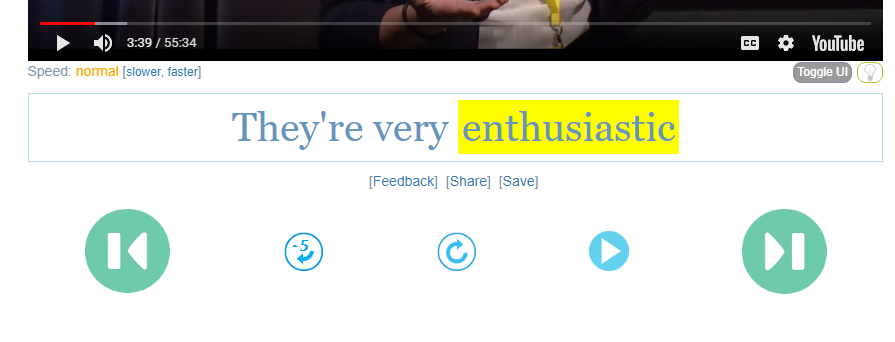 3:39 / 55:34 CC YouTube
Speed: normal [slower, faster] Toggle UI
They're very enthusiastic
[Feedback] [Share] [Save]
-5